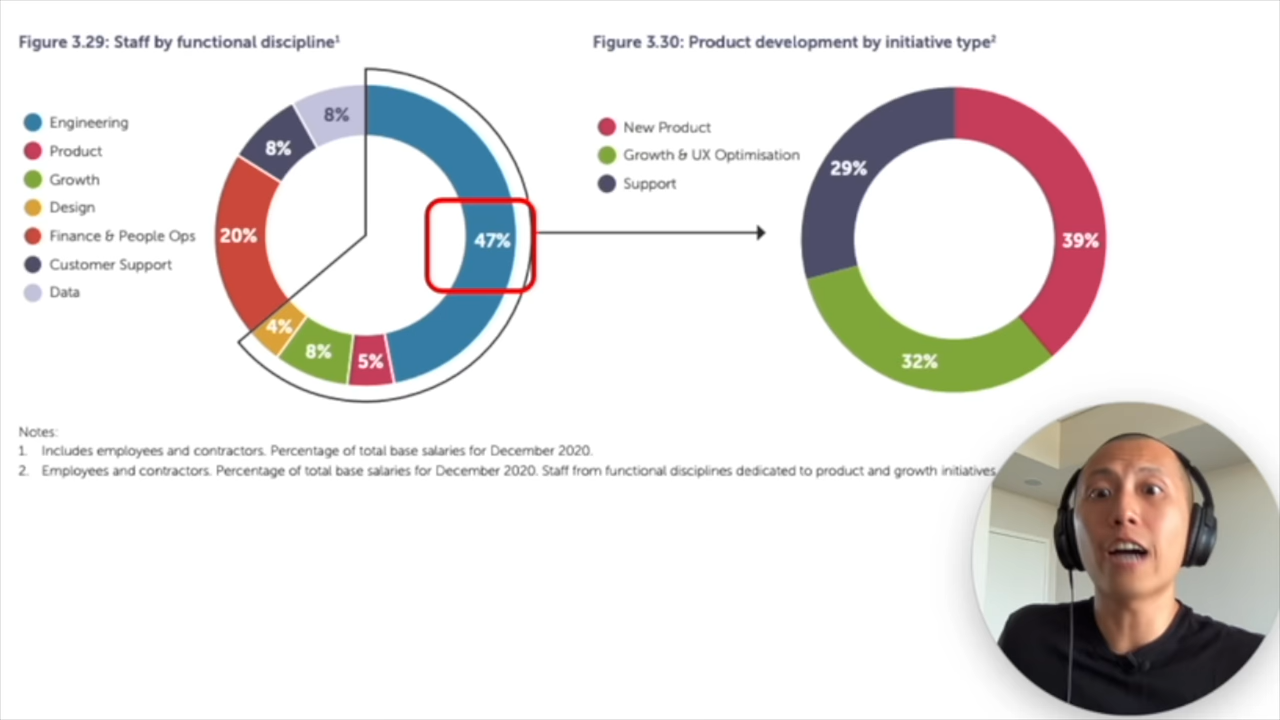 Figure 3.29: Staff by functional discipline¹
Engineering
Product
Growth
Design
Finance & People Ops
Customer Support
Data
8%
8%
20%
4%
8%
5%
47%
Figure 3.30: Product development by initiative type²
New Product
Growth & UX Optimisation
Support
29%
39%
32%
Notes:
1. Includes employees and contractors. Percentage of total base salaries for December 2020.
2. Employees and contractors. Percentage of total base salaries for December 2020. Staff from functional disciplines dedicated to product and growth initiatives